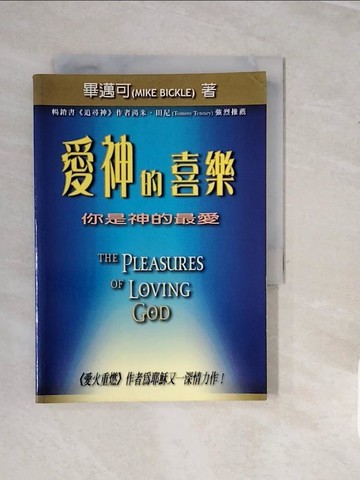 畢邁可(MIKE BICKLE) 著
暢銷書《追尋神》作者湯米．田尼(Tommy Tenney)強烈推薦
愛神的喜樂
你是神的最愛
THE PLEASURES
OF LOVING
GOD
《愛火重燃》作者為耶穌又一深情力作！